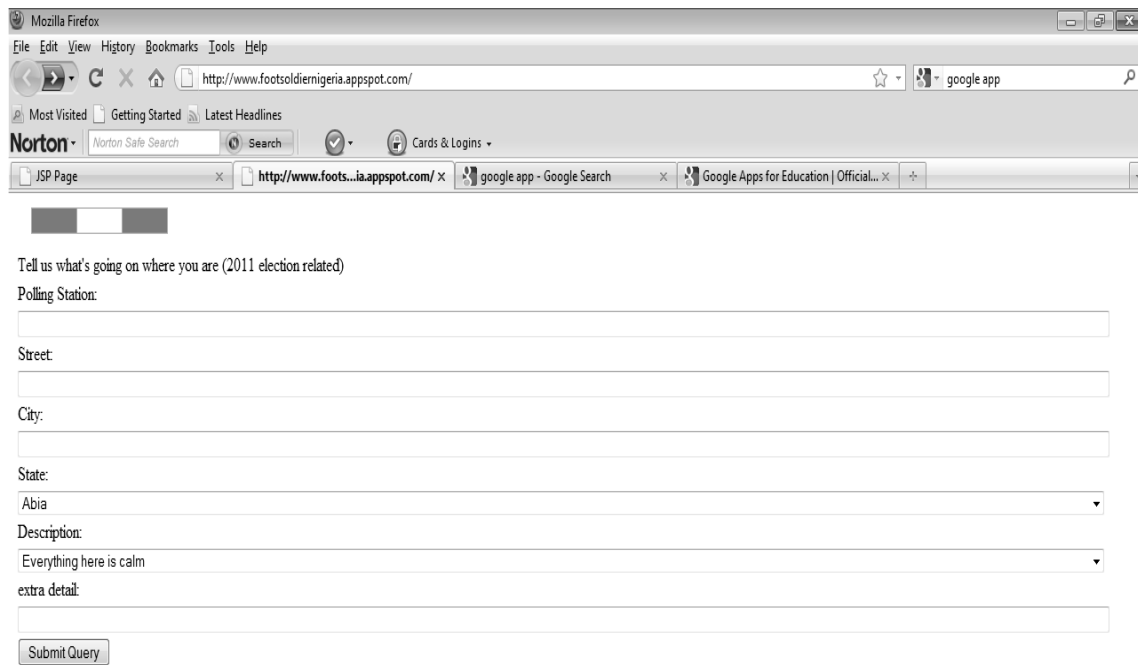 Mozilla Firefox
File Edit View History Bookmarks Tools Help
http://www.footsoldiernigeria.appspot.com/ google app
Most Visited Getting Started Latest Headlines
Norton Norton Safe Search Search Cards & Logins
JSP Page http://www.foots...ia.appspot.com/ google app - Google Search Google Apps for Education | Official...
Tell us what's going on where you are (2011 election related)
Polling Station:
Street:
City:
State:
Abia
Description:
Everything here is calm
extra detail:
Submit Query